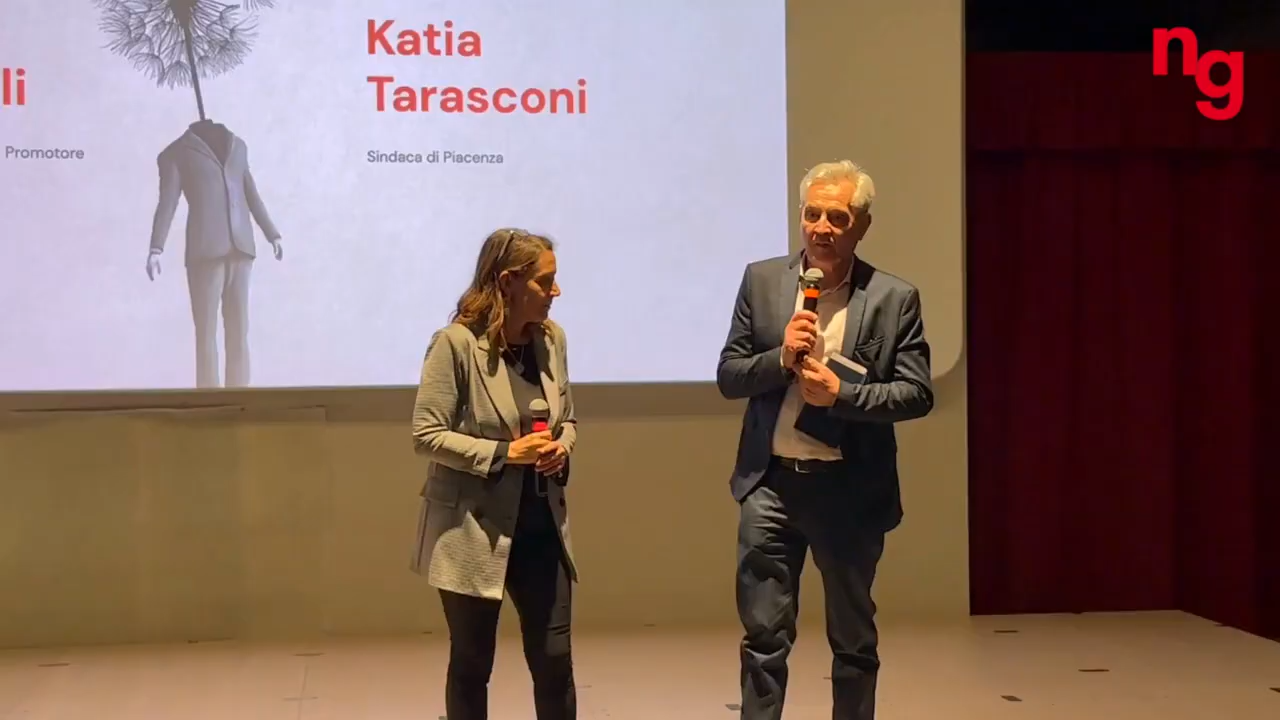 li
Promotore
Katia
Tarasconi
Sindaca di Piacenza
ng